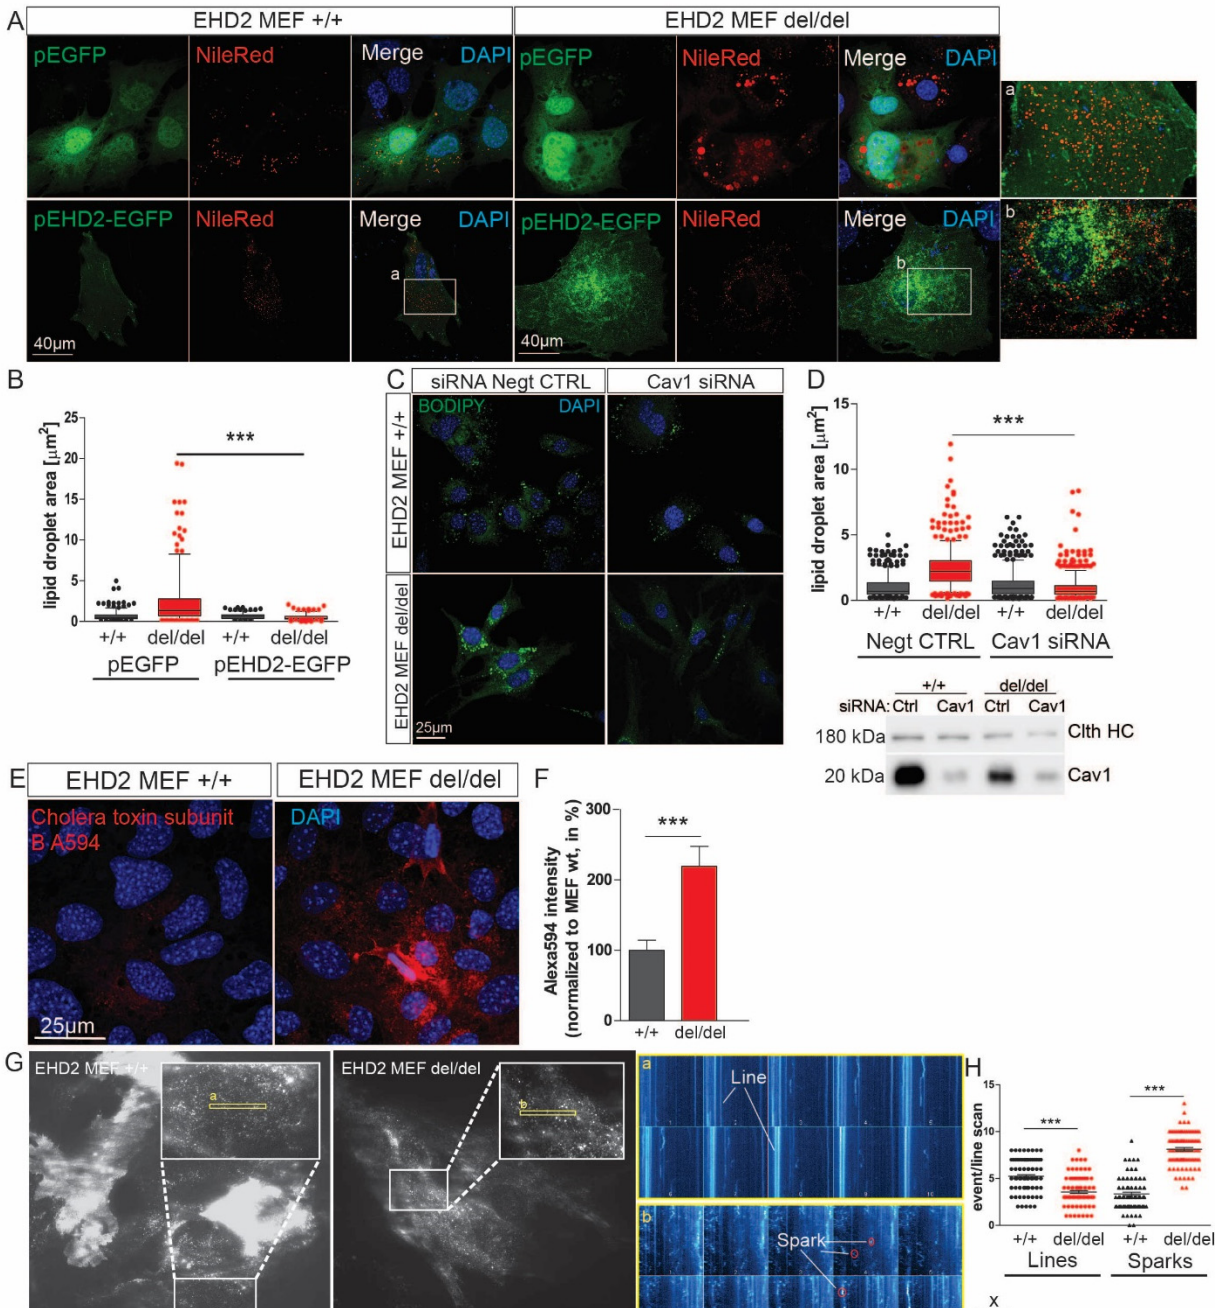 A
EHD2 MEF +/+
EHD2 MEF del/del
pEGFP
NileRed
Merge
DAPI
pEGFP
NileRed
Merge
DAPI
a
pEHD2-EGFP
NileRed
Merge
DAPI
pEHD2-EGFP
NileRed
Merge
DAPI
b
a
b
40µm
40µm
B
lipid droplet area [µm²]
25
20
15
10
5
0
***
+/+
del/del
+/+
del/del
pEGFP
pEHD2-EGFP
C
siRNA Negt CTRL
Cav1 siRNA
EHD2 MEF +/+
EHD2 MEF del/del
BODIPY
DAPI
25µm
D
lipid droplet area [µm²]
15
10
5
0
***
+/+
del/del
+/+
del/del
Negt CTRL
Cav1 siRNA
+/+
del/del
siRNA:
Ctrl
Cav1
Ctrl
Cav1
180 kDa
Clth HC
20 kDa
Cav1
E
EHD2 MEF +/+
EHD2 MEF del/del
Cholera toxin subunit
B A594
DAPI
25µm
F
Alexa594 intensity
(normalized to MEF wt, in %)
300
200
100
0
***
+/+
del/del
G
EHD2 MEF +/+
a
EHD2 MEF del/del
b
a
Line
b
Spark
H
event/line scan
15
10
5
0
***
***
+/+
del/del
+/+
del/del
Lines
Sparks
x